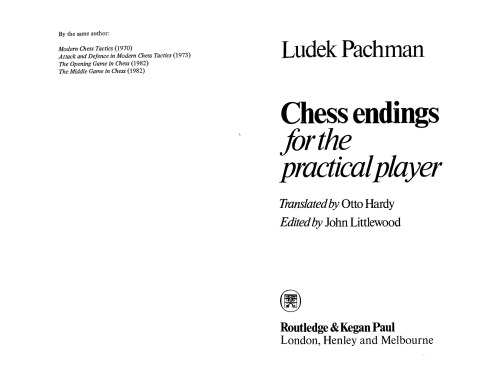 By the same author:
Modern Chess Tactics (1970)
Attack and Defence in Modern Chess Tactics (1973)
The Opening Game in Chess (1982)
The Middle Game in Chess (1982)
Ludek Pachman
Chess endings
for the
practical player
Translated by Otto Hardy
Edited by John Littlewood
Routledge & Kegan Paul
London, Henley and Melbourne